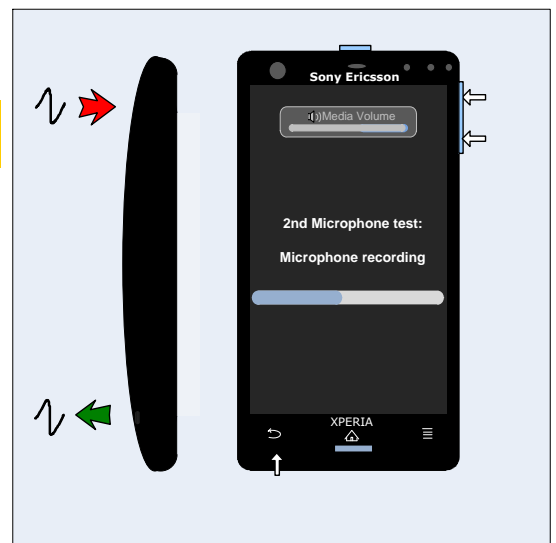 Sony Ericsson
Media Volume
2nd Microphone test:
Microphone recording
XPERIA